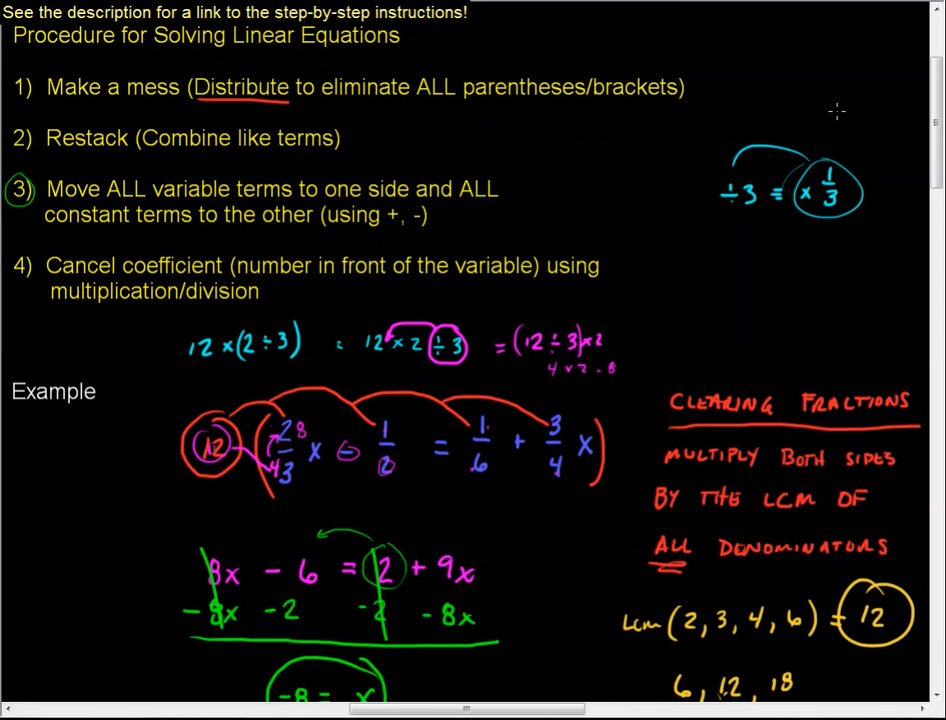 See the description for a link to the step-by-step instructions!
Procedure for Solving Linear Equations
1) Make a mess (Distribute to eliminate ALL parentheses/brackets)
2) Restack (Combine like terms)
3) Move ALL variable terms to one side and ALL
constant terms to the other (using +, -)
÷3 = × 1/3
4) Cancel coefficient (number in front of the variable) using
multiplication/division
12 × (2 ÷ 3) = 12 × 2 ÷ 3 = (12 ÷ 3) × 2
4 × 2 = 8
Example
CLEARING FRACTIONS
12 ( 2/3 x - 1/2 = 1/6 + 3/4 x )
8
4
MULTIPLY BOTH SIDES
BY THE LCM OF
ALL DENOMINATORS
8x - 6 = 2 + 9x
-8x -2 -2 -8x
LCM (2, 3, 4, 6) = 12
-8 = x
6, 12, 18